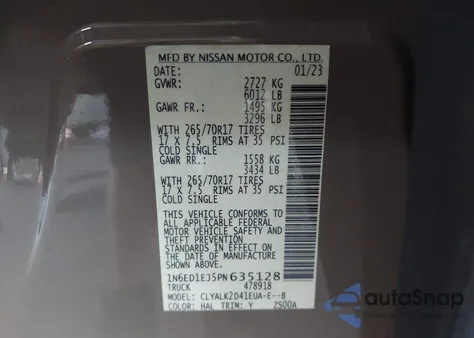 MFD BY NISSAN MOTOR CO., LTD.
DATE: 01/23
GVWR: 2727 KG
6012 LB
GAWR FR.: 1495 KG
3296 LB
WITH 265/70R17 TIRES
17 X 7.5 RIMS AT 35 PSI
COLD SINGLE
GAWR RR.: 1558 KG
3434 LB
WITH 265/70R17 TIRES
17 X 7.5 RIMS AT 35 PSI
COLD SINGLE
THIS VEHICLE CONFORMS TO
ALL APPLICABLE FEDERAL
MOTOR VEHICLE SAFETY AND
THEFT PREVENTION
STANDARDS IN EFFECT ON THE
DATE OF MANUFACTURE SHOWN
ABOVE.
1N6ED1EJ5PN635128
TRUCK 478918
MODEL: CLYALK2D41EUA-E--B
COLOR: HAL TRIM: Y ZS00A
autoSnap